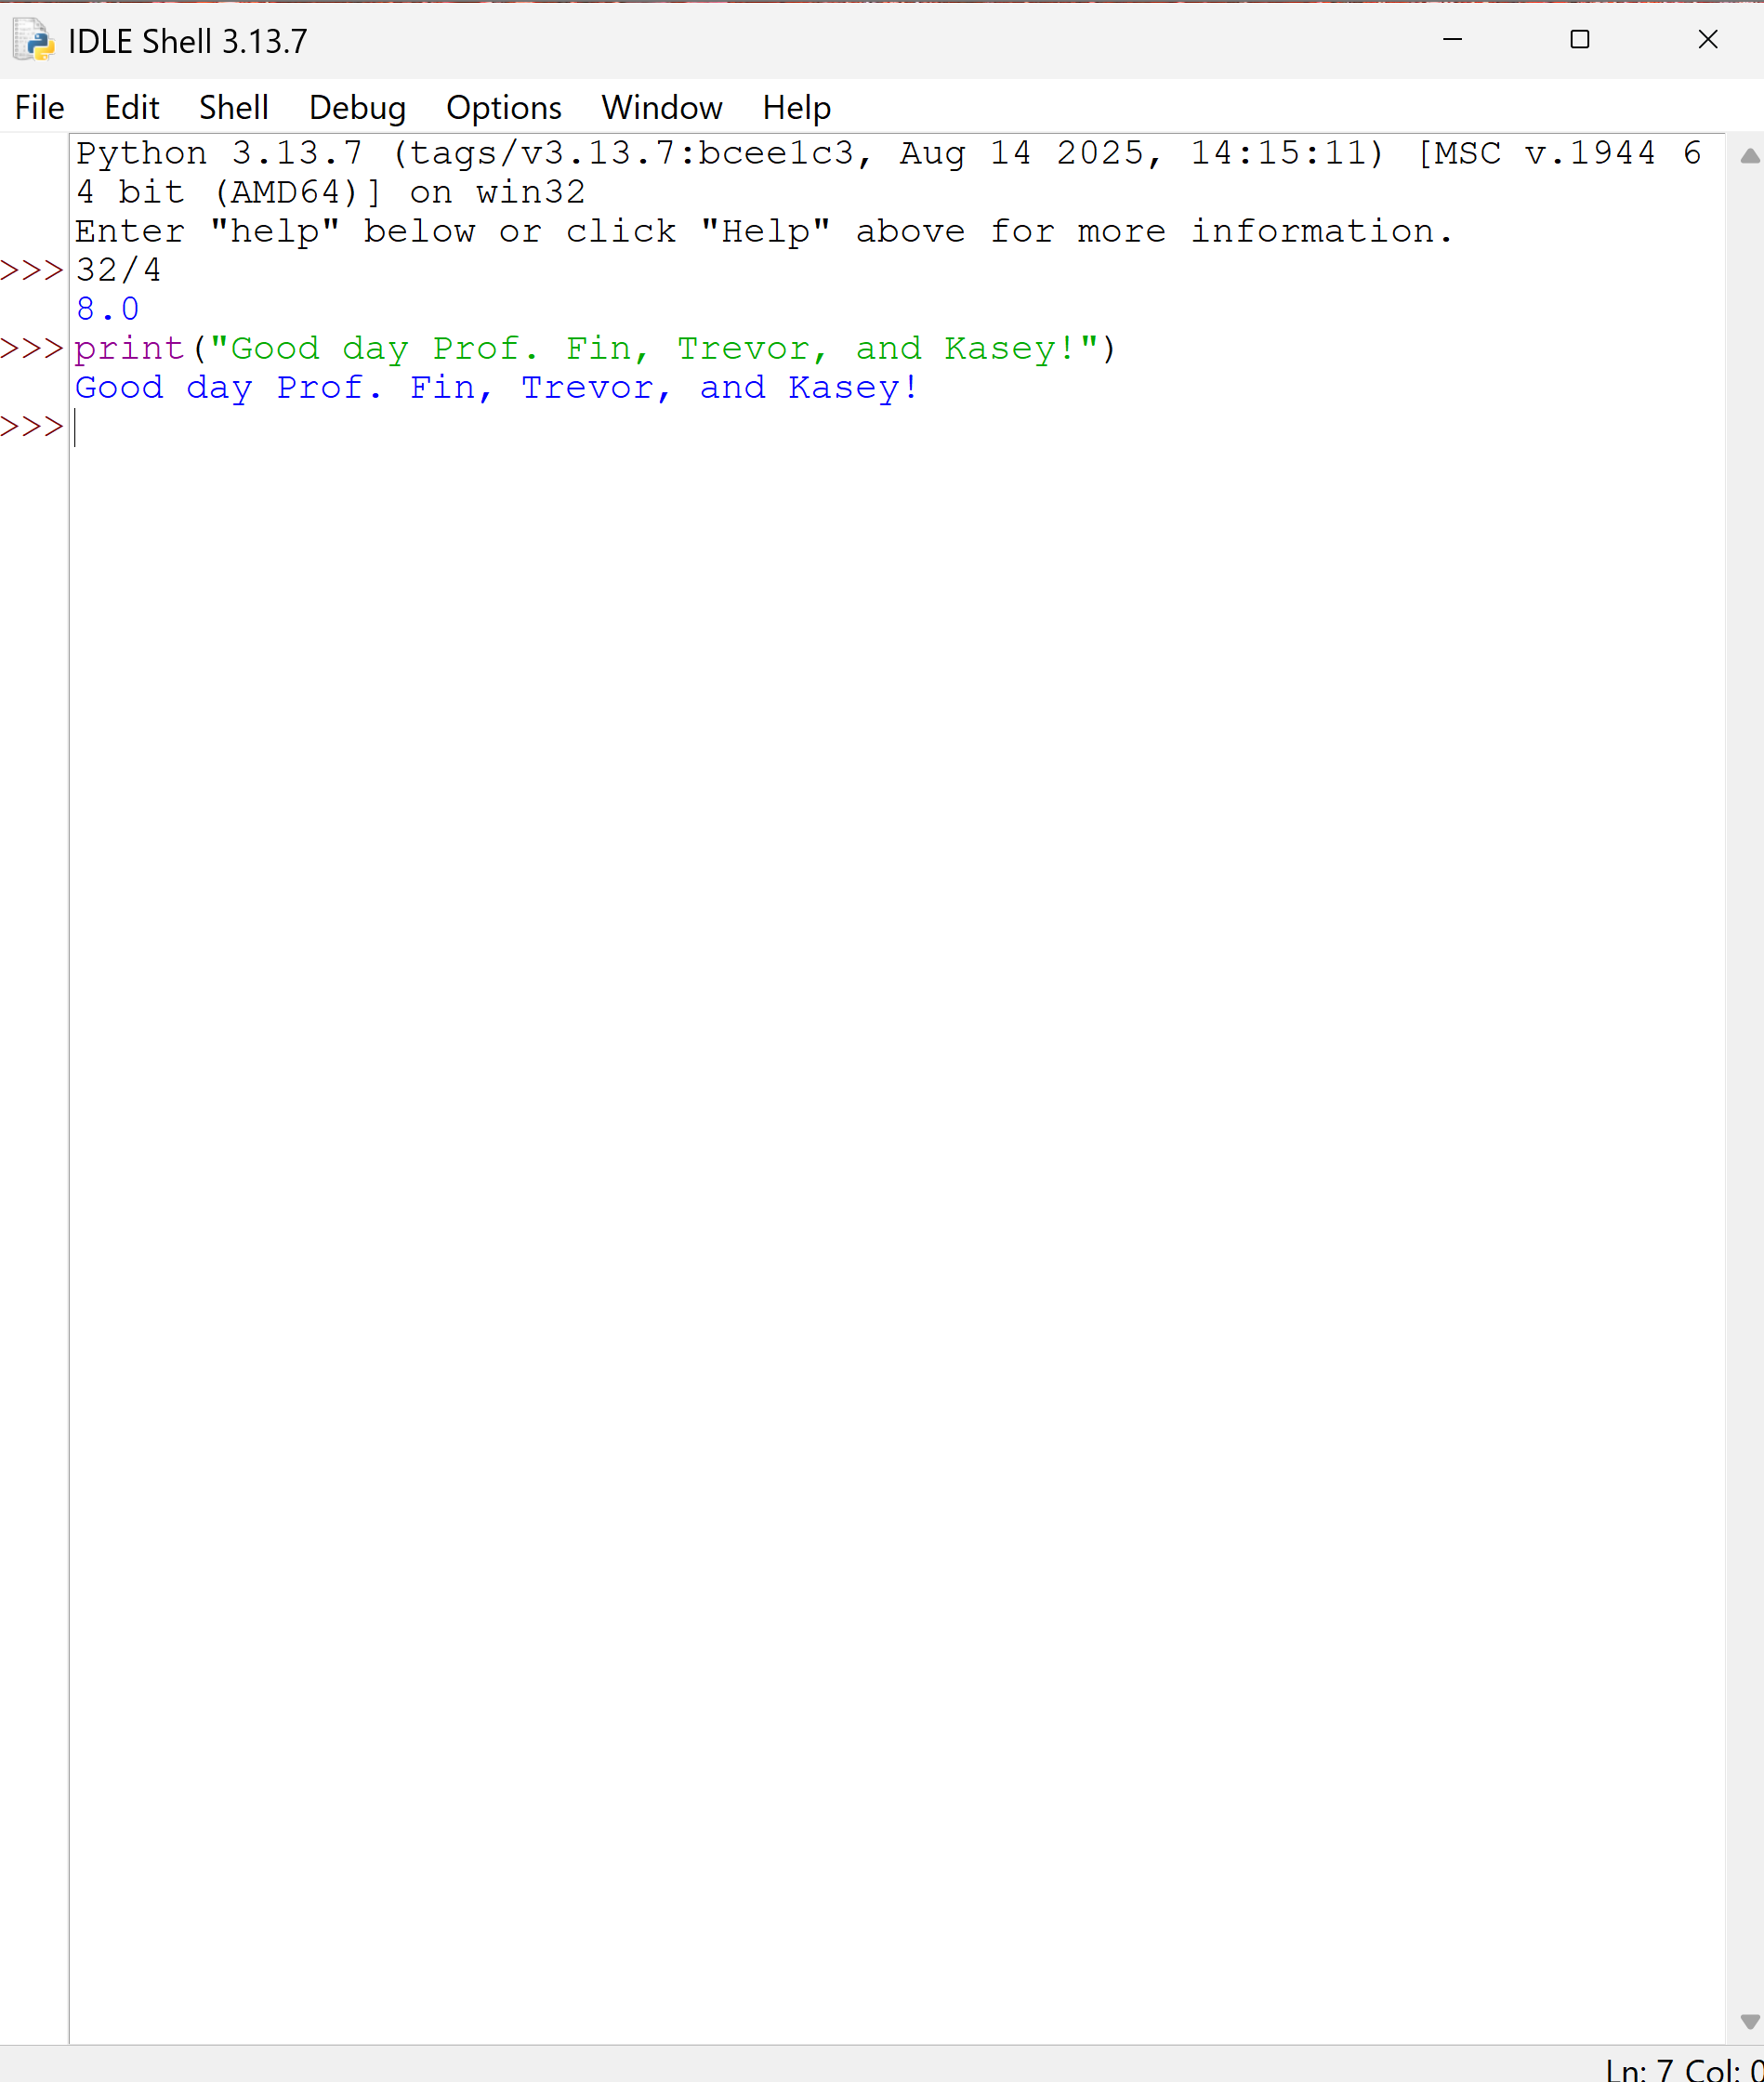 IDLE Shell 3.13.7
File Edit Shell Debug Options Window Help
Python 3.13.7 (tags/v3.13.7:bcee1c3, Aug 14 2025, 14:15:11) [MSC v.1944 6
4 bit (AMD64)] on win32
Enter "help" below or click "Help" above for more information.
>>> 32/4
8.0
>>> print("Good day Prof. Fin, Trevor, and Kasey!")
Good day Prof. Fin, Trevor, and Kasey!
>>>
Ln: 7 Col: 0